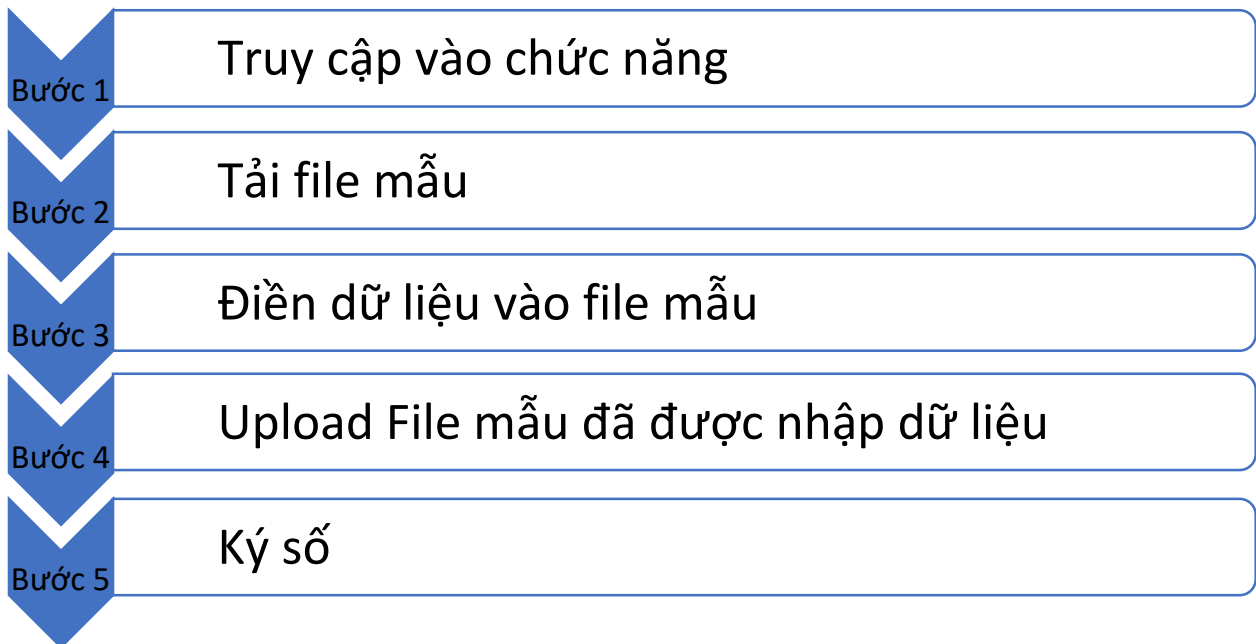 Bước 1
Truy cập vào chức năng
Bước 2
Tải file mẫu
Bước 3
Điền dữ liệu vào file mẫu
Bước 4
Upload File mẫu đã được nhập dữ liệu
Bước 5
Ký số